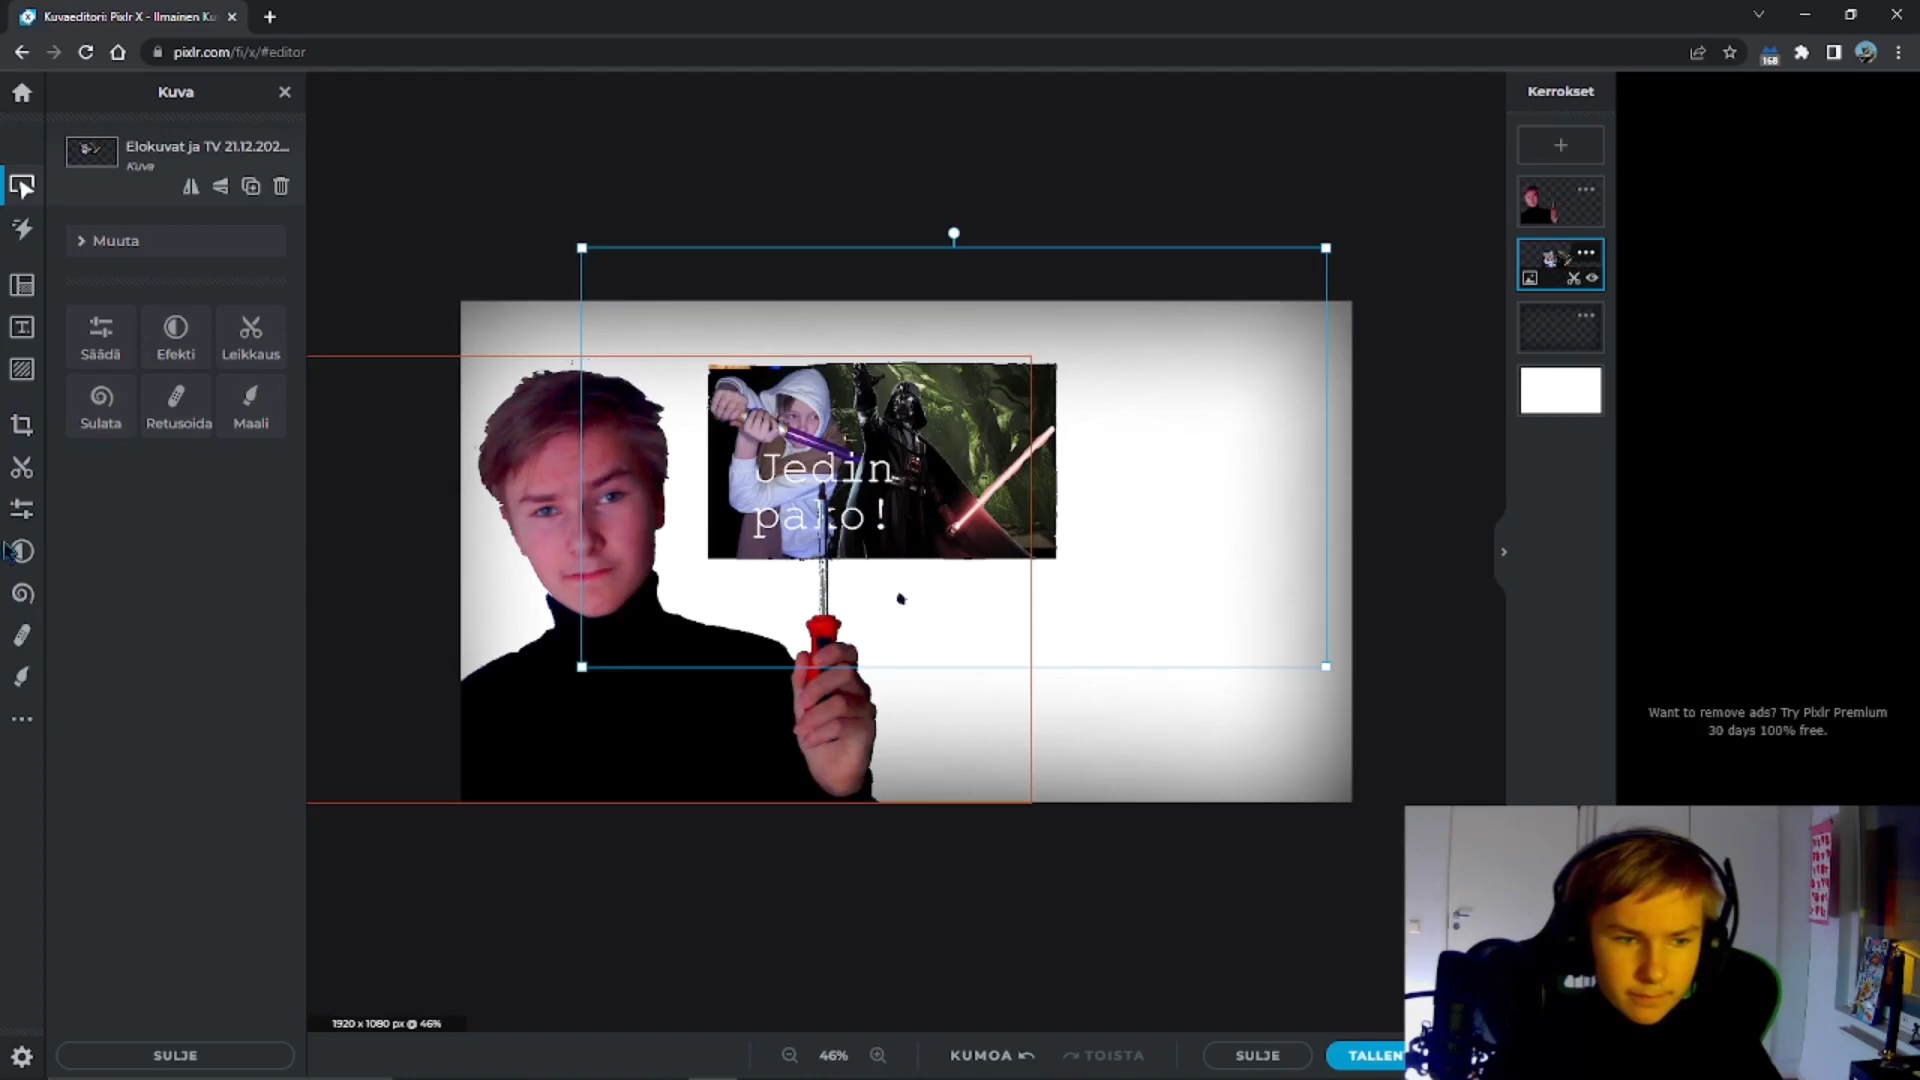 Kuvaeditori: Pixlr X - Ilmainen Ku
pixlr.com/fi/x/#editor
168
Kuva
Kerrokset
Elokuvat ja TV 21.12.202...
Kuva
Muuta
Säädä
Efekti
Leikkaus
Sulata
Retusoida
Maali
Jedin
pako!
Want to remove ads? Try Pixlr Premium
30 days 100% free.
1920 x 1080 px @ 46%
SULJE
46%
KUMOA
TOISTA
SULJE
TALLEN